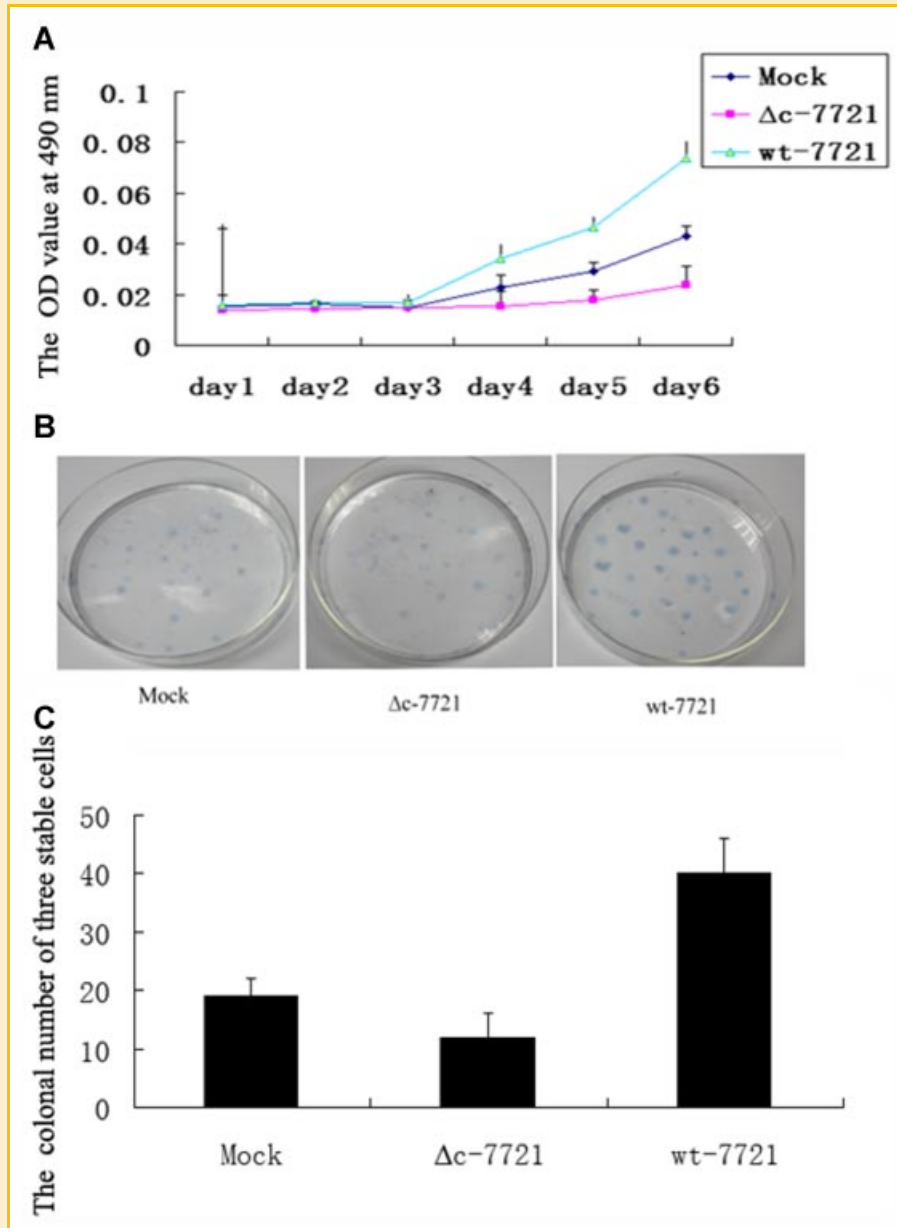 A
The OD value at 490 nm
0.1
0.08
0.06
0.04
0.02
0
day1 day2 day3 day4 day5 day6
Mock
Δc-7721
wt-7721
B
Mock Δc-7721 wt-7721
C
The colonal number of three stable cells
50
40
30
20
10
0
Mock Δc-7721 wt-7721